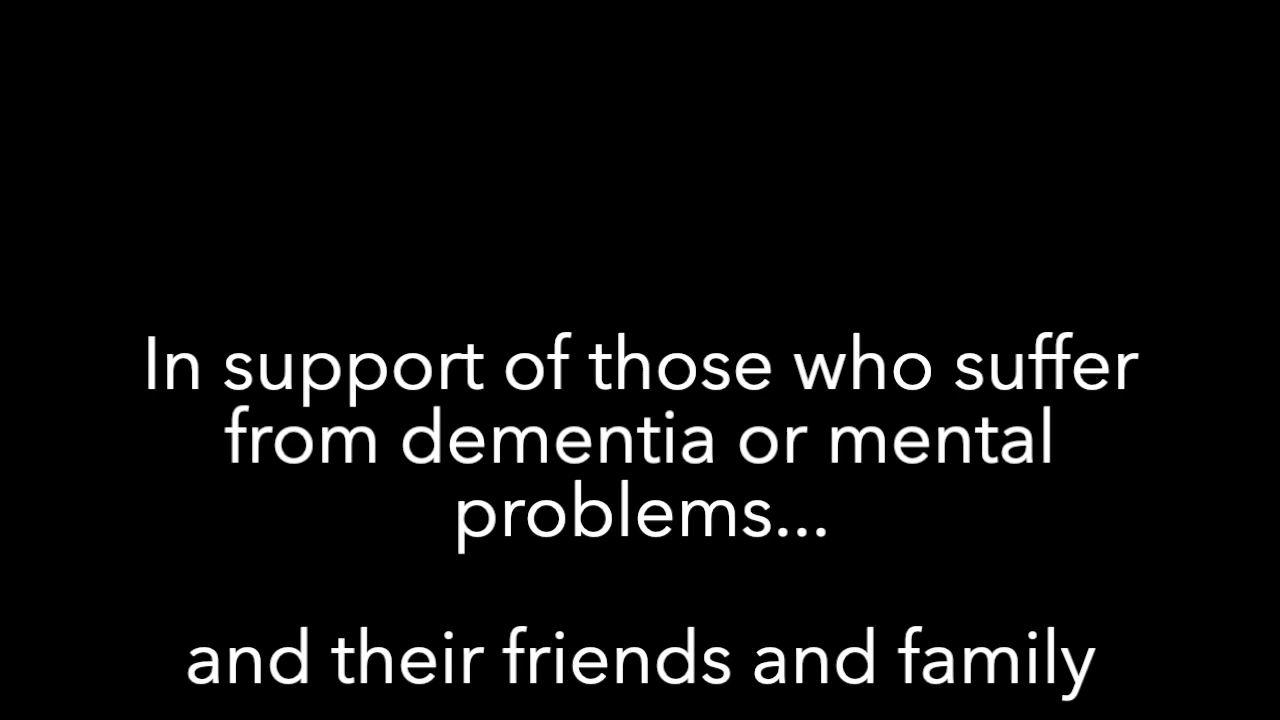 In support of those who suffer
from dementia or mental
problems...
and their friends and family